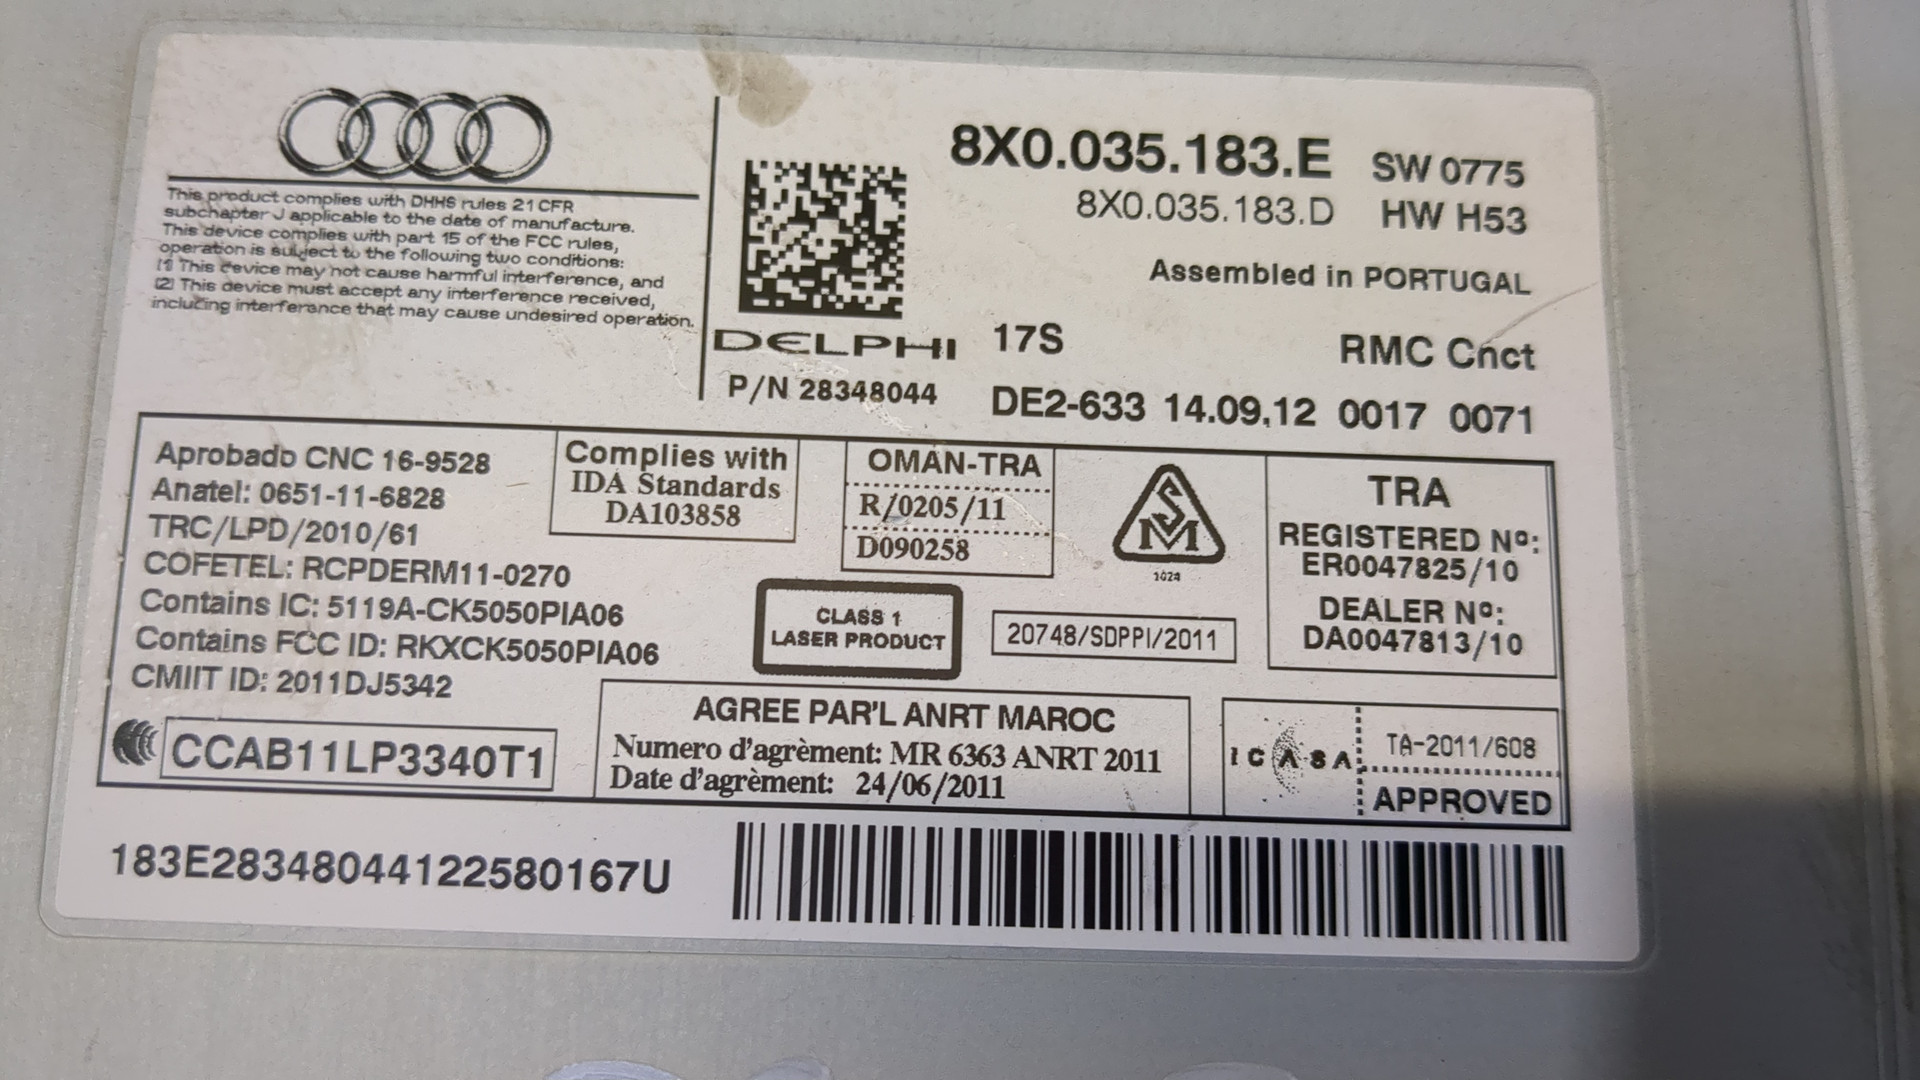 This product complies with DHHS rules 21 CFR
subchapter J applicable to the date of manufacture.
This device complies with part 15 of the FCC rules,
operation is subject to the following two conditions:
(1) This device may not cause harmful interference, and
(2) This device must accept any interference received,
including interference that may cause undesired operation.
8X0.035.183.E SW 0775
8X0.035.183.D HW H53
Assembled in PORTUGAL
DELPHI 17S RMC Cnct
P/N 28348044 DE2-633 14.09.12 0017 0071
Aprobado CNC 16-9528
Anatel: 0651-11-6828
TRC/LPD/2010/61
COFETEL: RCPDERM11-0270
Contains IC: 5119A-CK5050PIA06
Contains FCC ID: RKXCK5050PIA06
CMIIT ID: 2011DJ5342
CCAB11LP3340T1
Complies with
IDA Standards
DA103858
OMAN-TRA
R/0205/11
D090258
SM
1024
CLASS 1
LASER PRODUCT
20748/SDPPI/2011
TRA
REGISTERED Nº:
ER0047825/10
DEALER Nº:
DA0047813/10
AGREE PAR'L ANRT MAROC
Numero d'agrèment: MR 6363 ANRT 2011
Date d'agrèment: 24/06/2011
ICASA
TA-2011/608
APPROVED
183E28348044122580167U